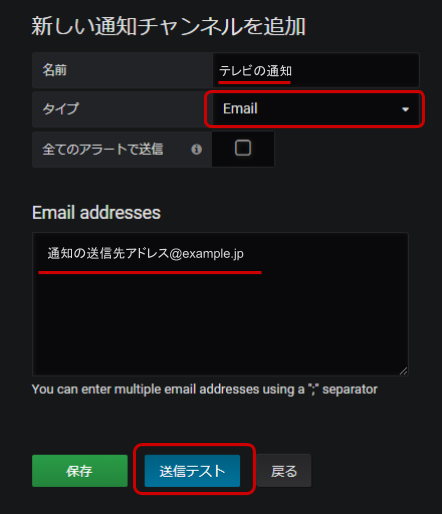 新しい通知チャンネルを追加
名前 テレビの通知
タイプ Email
全てのアラートで送信
Email addresses
通知の送信先アドレス@example.jp
You can enter multiple email addresses using a ";" separator
保存 送信テスト 戻る